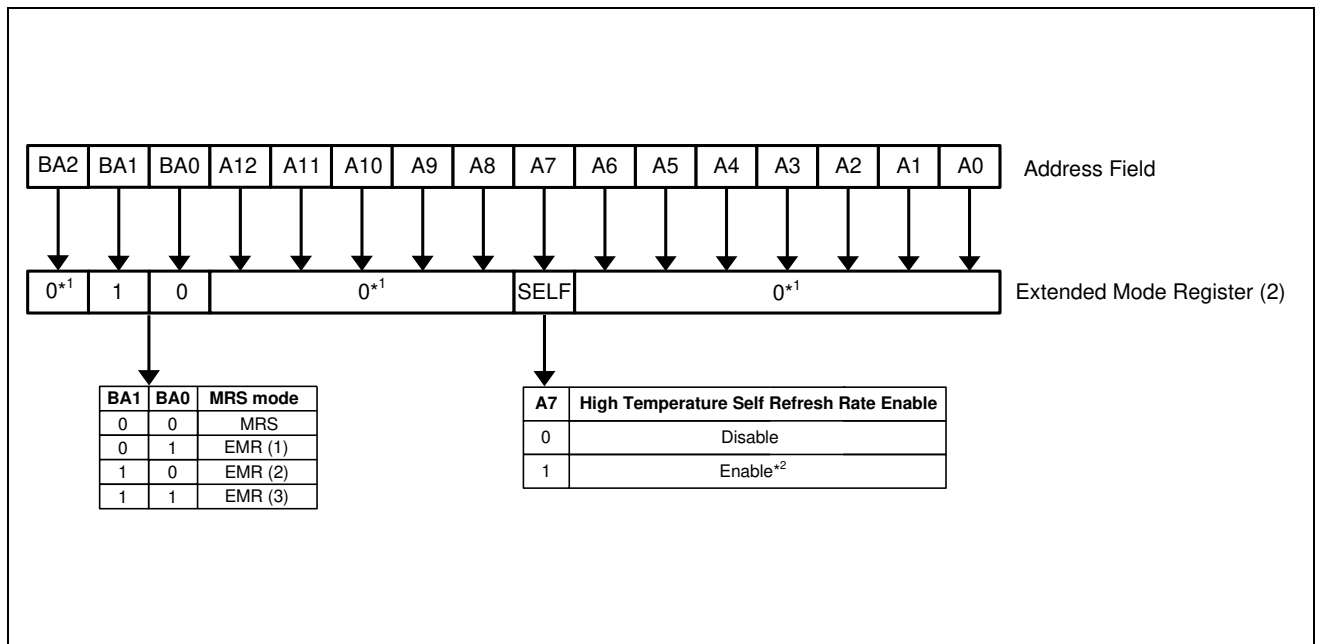 BA2 BA1 BA0 A12 A11 A10 A9 A8 A7 A6 A5 A4 A3 A2 A1 A0 Address Field
0*1 1 0 0*1 SELF 0*1 Extended Mode Register (2)
BA1 BA0 MRS mode
0 0 MRS
0 1 EMR (1)
1 0 EMR (2)
1 1 EMR (3)
A7 High Temperature Self Refresh Rate Enable
0 Disable
1 Enable*2